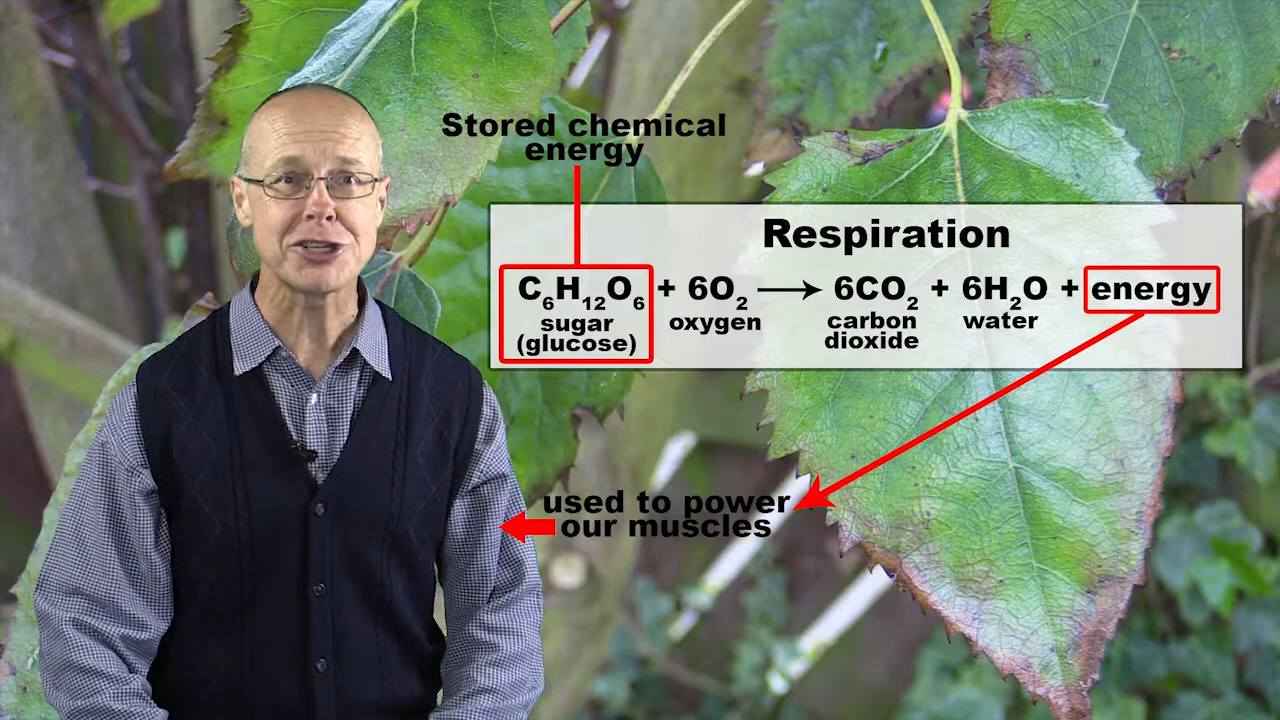 Stored chemical
energy
Respiration
C₆H₁₂O₆ + 6O₂ → 6CO₂ + 6H₂O + energy
sugar oxygen carbon water
(glucose) dioxide
used to power
our muscles